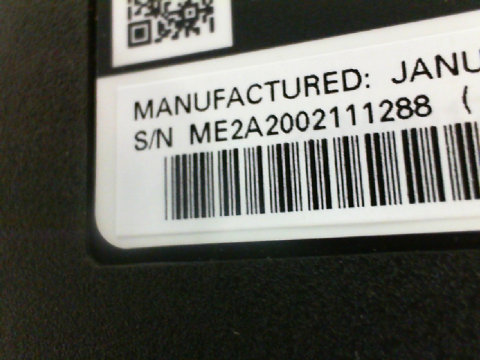 MANUFACTURED: JANU
S/N ME2A2002111288 (